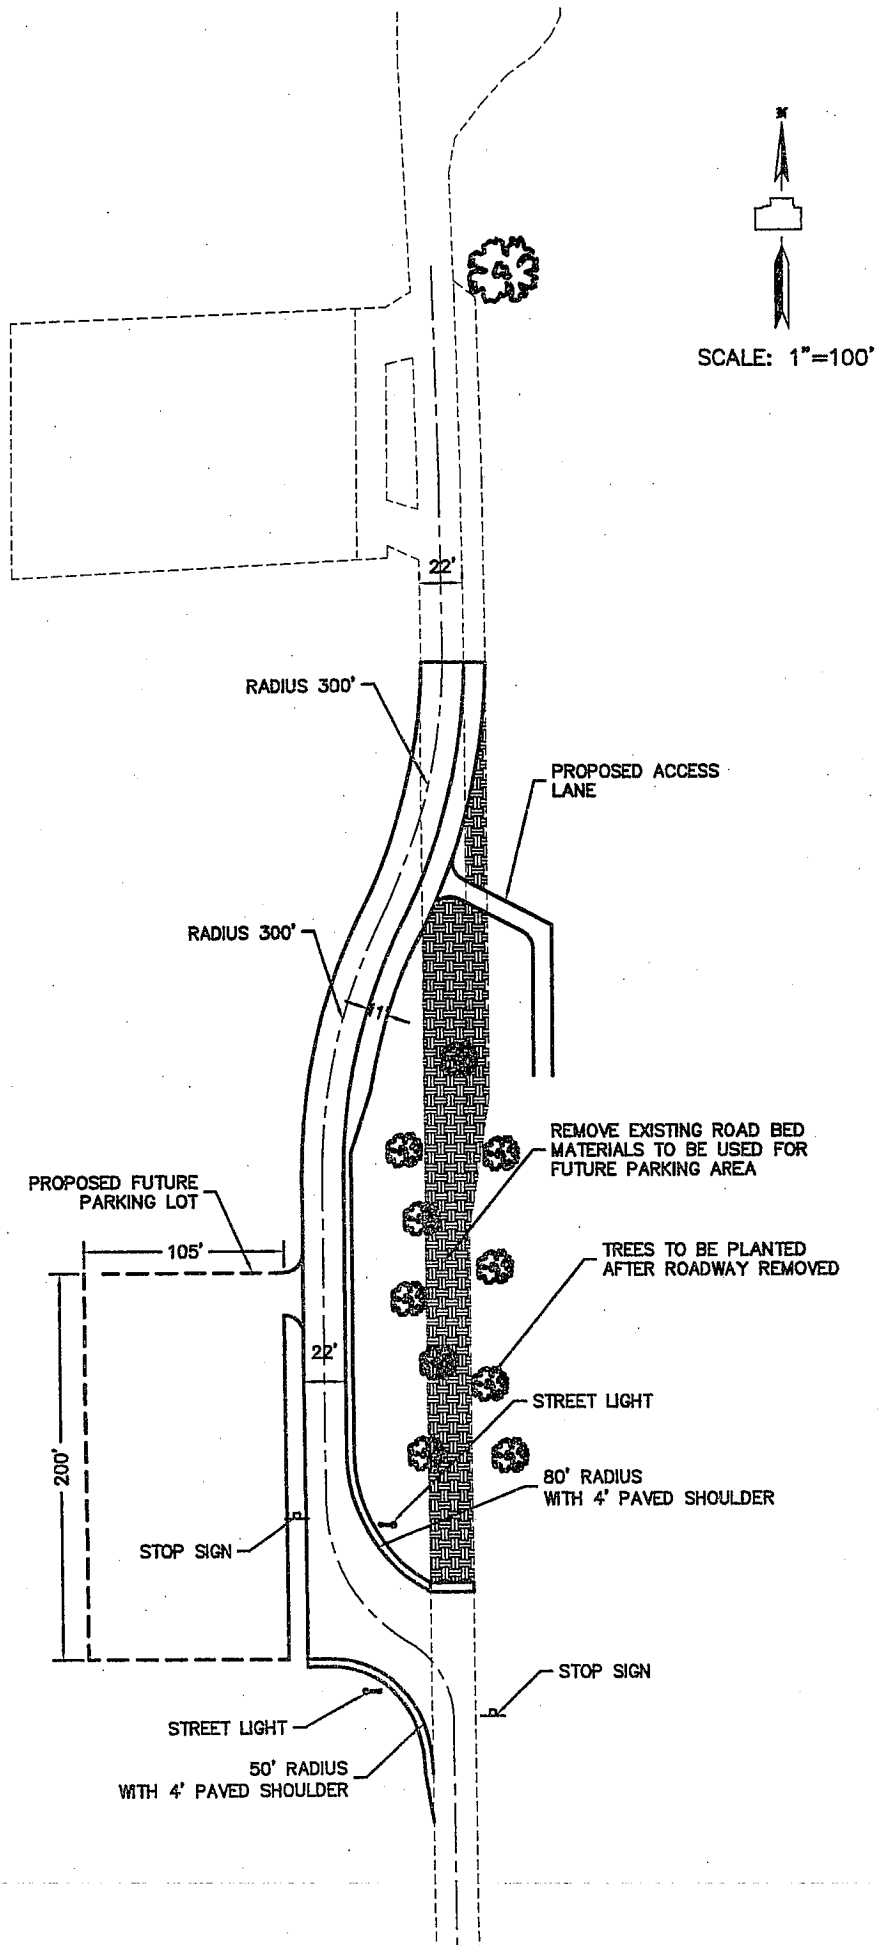 N
SCALE: 1"=100'
22'
RADIUS 300'
PROPOSED ACCESS
LANE
RADIUS 300'
11'
REMOVE EXISTING ROAD BED
MATERIALS TO BE USED FOR
FUTURE PARKING AREA
PROPOSED FUTURE
PARKING LOT
105'
TREES TO BE PLANTED
AFTER ROADWAY REMOVED
22'
STREET LIGHT
200'
80' RADIUS
WITH 4' PAVED SHOULDER
STOP SIGN
STOP SIGN
STREET LIGHT
50' RADIUS
WITH 4' PAVED SHOULDER